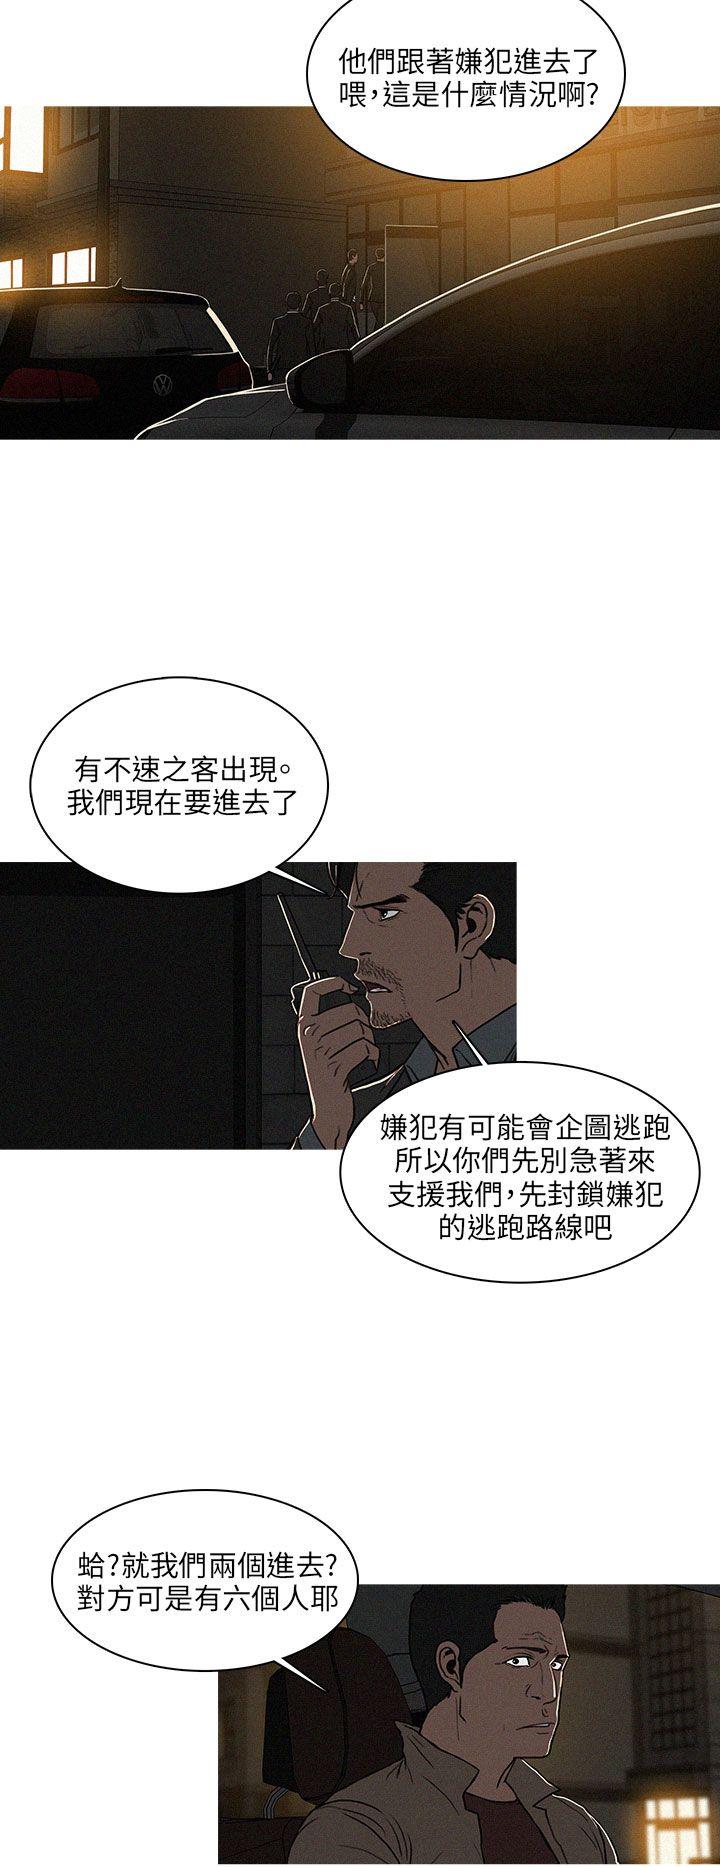 他們跟著嫌犯進去了
喂，這是什麼情況啊？
有不速之客出現。
我們現在要進去了
嫌犯有可能會企圖逃跑
所以你們先別急著來
支援我們，先封鎖嫌犯
的逃跑路線吧
蛤？就我們兩個進去？
對方可是有六個人耶